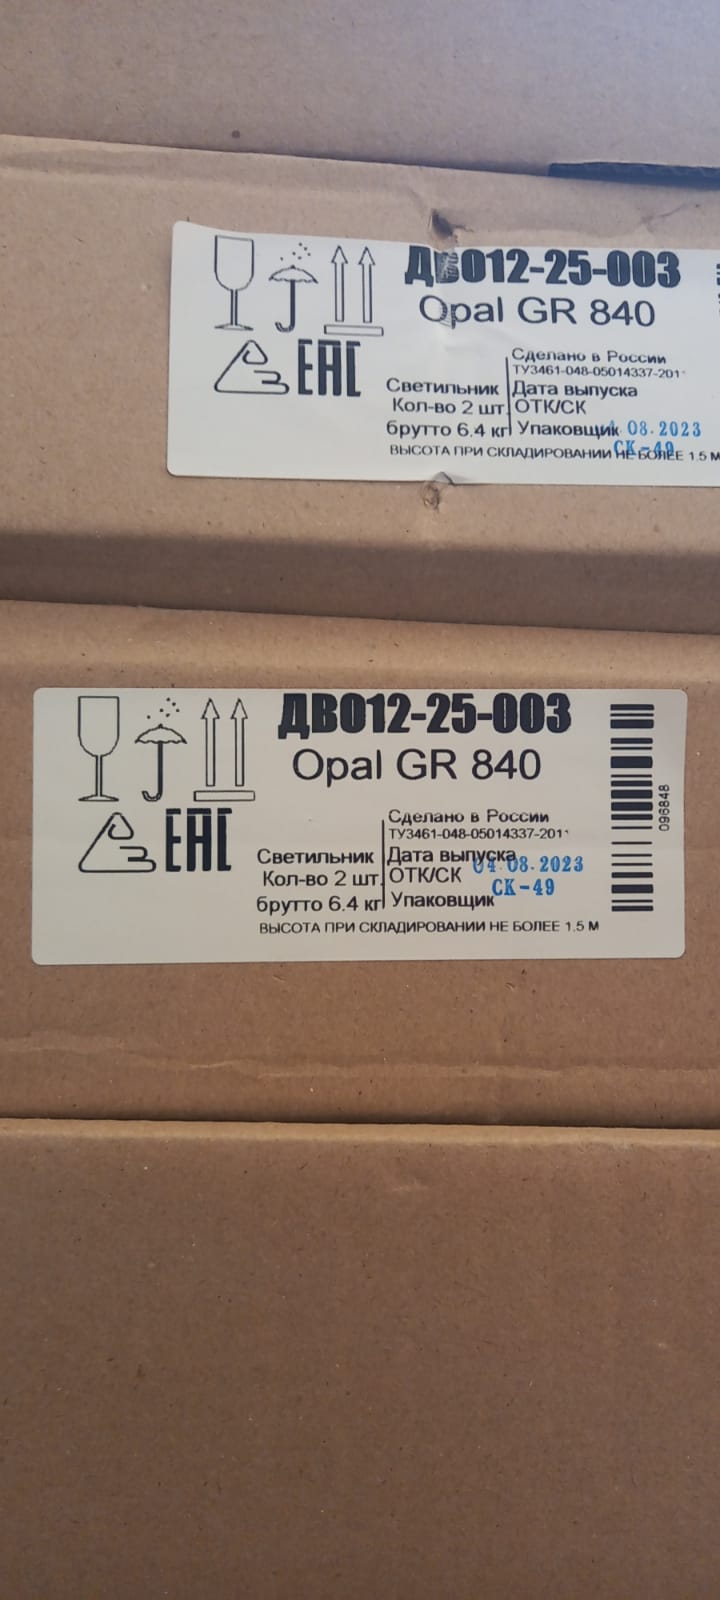 ДВО12-25-003
Opal GR 840
ЕАС
Сделано в России
ТУ3461-048-05014337-201
Светильник Дата выпуска
Кол-во 2 шт. ОТК/СК
брутто 6.4 кг Упаковщик 08.2023
СК-49
ВЫСОТА ПРИ СКЛАДИРОВАНИИ НЕ БОЛЕЕ 1,5 М
ДВО12-25-003
Opal GR 840
ЕАС
Сделано в России
ТУ3461-048-05014337-201
Светильник Дата выпуска 04.08.2023
Кол-во 2 шт. ОТК/СК СК-49
брутто 6.4 кг Упаковщик
ВЫСОТА ПРИ СКЛАДИРОВАНИИ НЕ БОЛЕЕ 1,5 М
096848